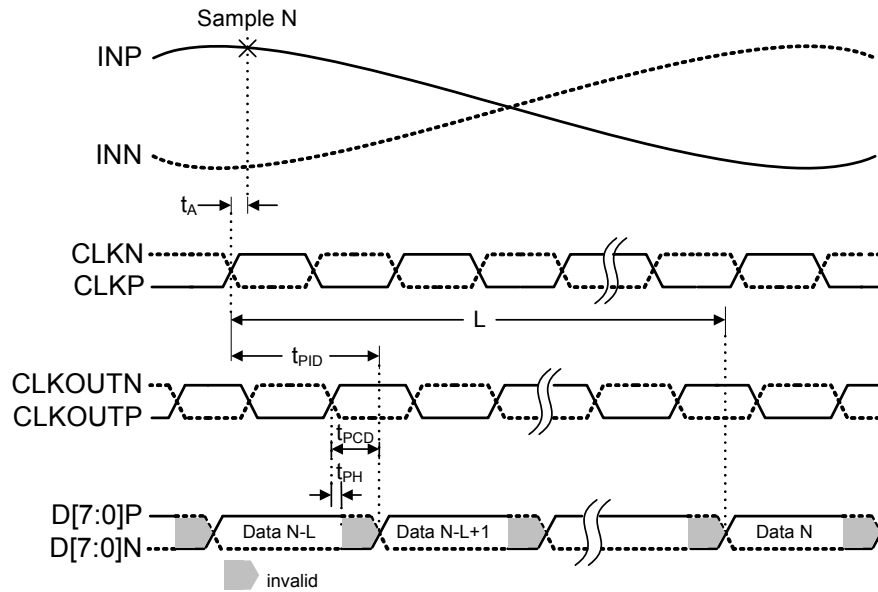 Sample N
INP
INN
tA
CLKN
CLKP
L
tPID
CLKOUTN
CLKOUTP
tPCD
tPH
D[7:0]P
Data N-L
Data N-L+1
Data N
D[7:0]N
invalid